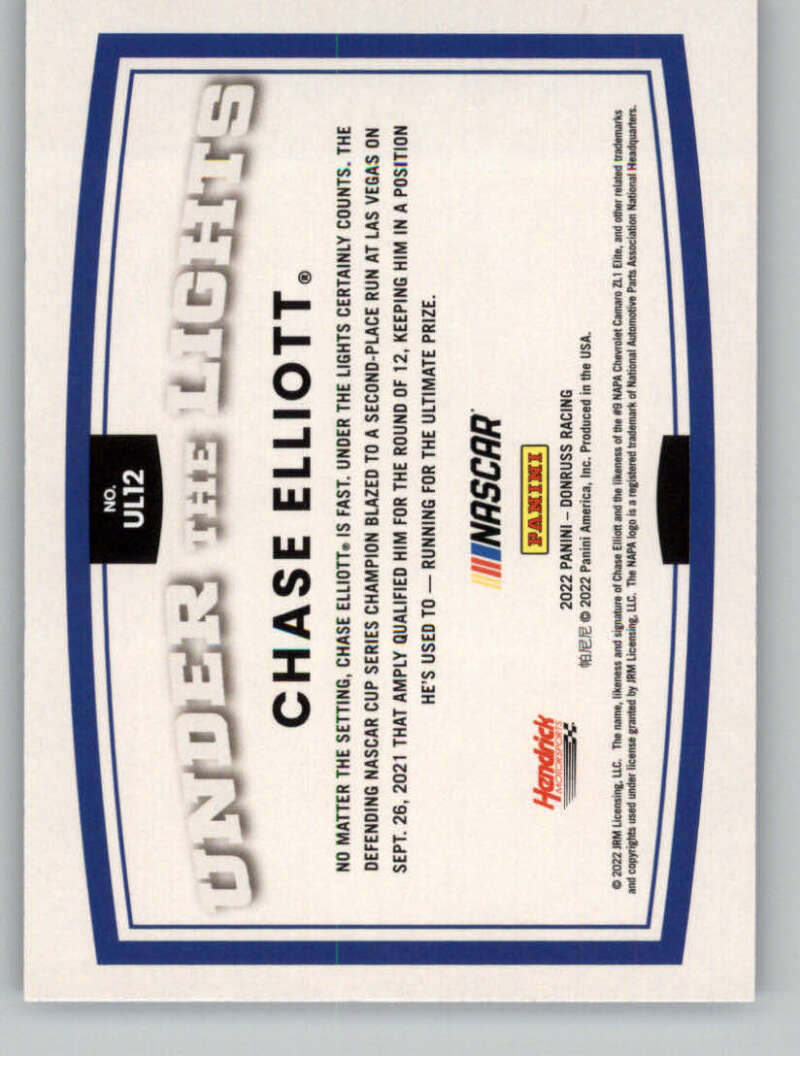 NO.
UL12
UNDER THE LIGHTS
CHASE ELLIOTT®
NO MATTER THE SETTING, CHASE ELLIOTT® IS FAST. UNDER THE LIGHTS CERTAINLY COUNTS. THE
DEFENDING NASCAR CUP SERIES CHAMPION BLAZED TO A SECOND-PLACE RUN AT LAS VEGAS ON
SEPT. 26, 2021 THAT AMPLY QUALIFIED HIM FOR THE ROUND OF 12, KEEPING HIM IN A POSITION
HE'S USED TO — RUNNING FOR THE ULTIMATE PRIZE.
NASCAR
PANINI
Hendrick
MOTORSPORTS
2022 PANINI – DONRUSS RACING
帕尼尼 © 2022 Panini America, Inc. Produced in the USA.
© 2022 JRM Licensing, LLC. The name, likeness and signature of Chase Elliott and the likeness of the #9 NAPA Chevrolet Camaro ZL1 Elite, and other related trademarks
and copyrights used under license granted by JRM Licensing, LLC. The NAPA logo is a registered trademark of National Automotive Parts Association National Headquarters.